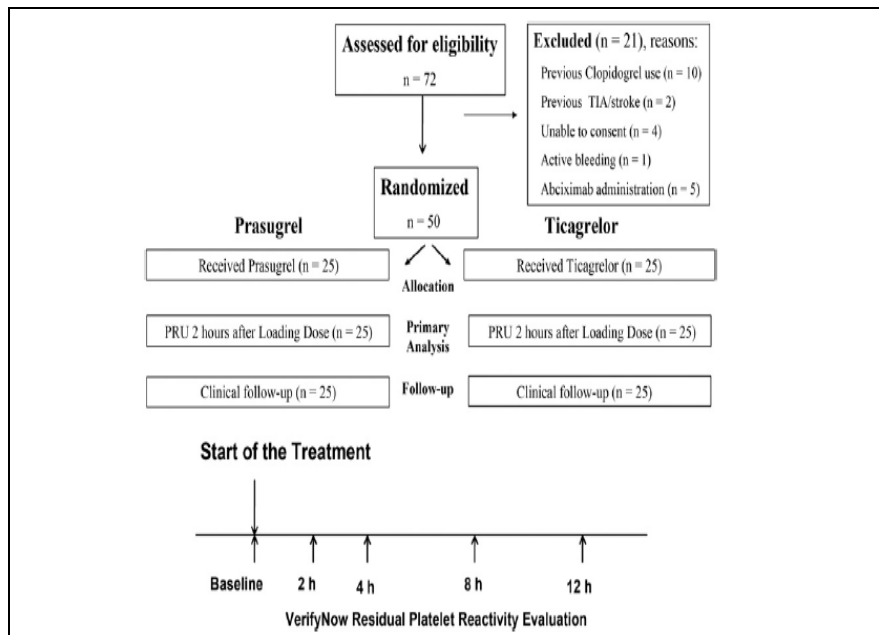 Assessed for eligibility
n = 72
Excluded (n = 21), reasons:
Previous Clopidogrel use (n = 10)
Previous TIA/stroke (n = 2)
Unable to consent (n = 4)
Active bleeding (n = 1)
Abciximab administration (n = 5)
Randomized
n = 50
Prasugrel
Ticagrelor
Received Prasugrel (n = 25)
Allocation
Received Ticagrelor (n = 25)
PRU 2 hours after Loading Dose (n = 25)
Primary
Analysis
PRU 2 hours after Loading Dose (n = 25)
Clinical follow-up (n = 25)
Follow-up
Clinical follow-up (n = 25)
Start of the Treatment
Baseline 2 h 4 h 8 h 12 h
VerifyNow Residual Platelet Reactivity Evaluation